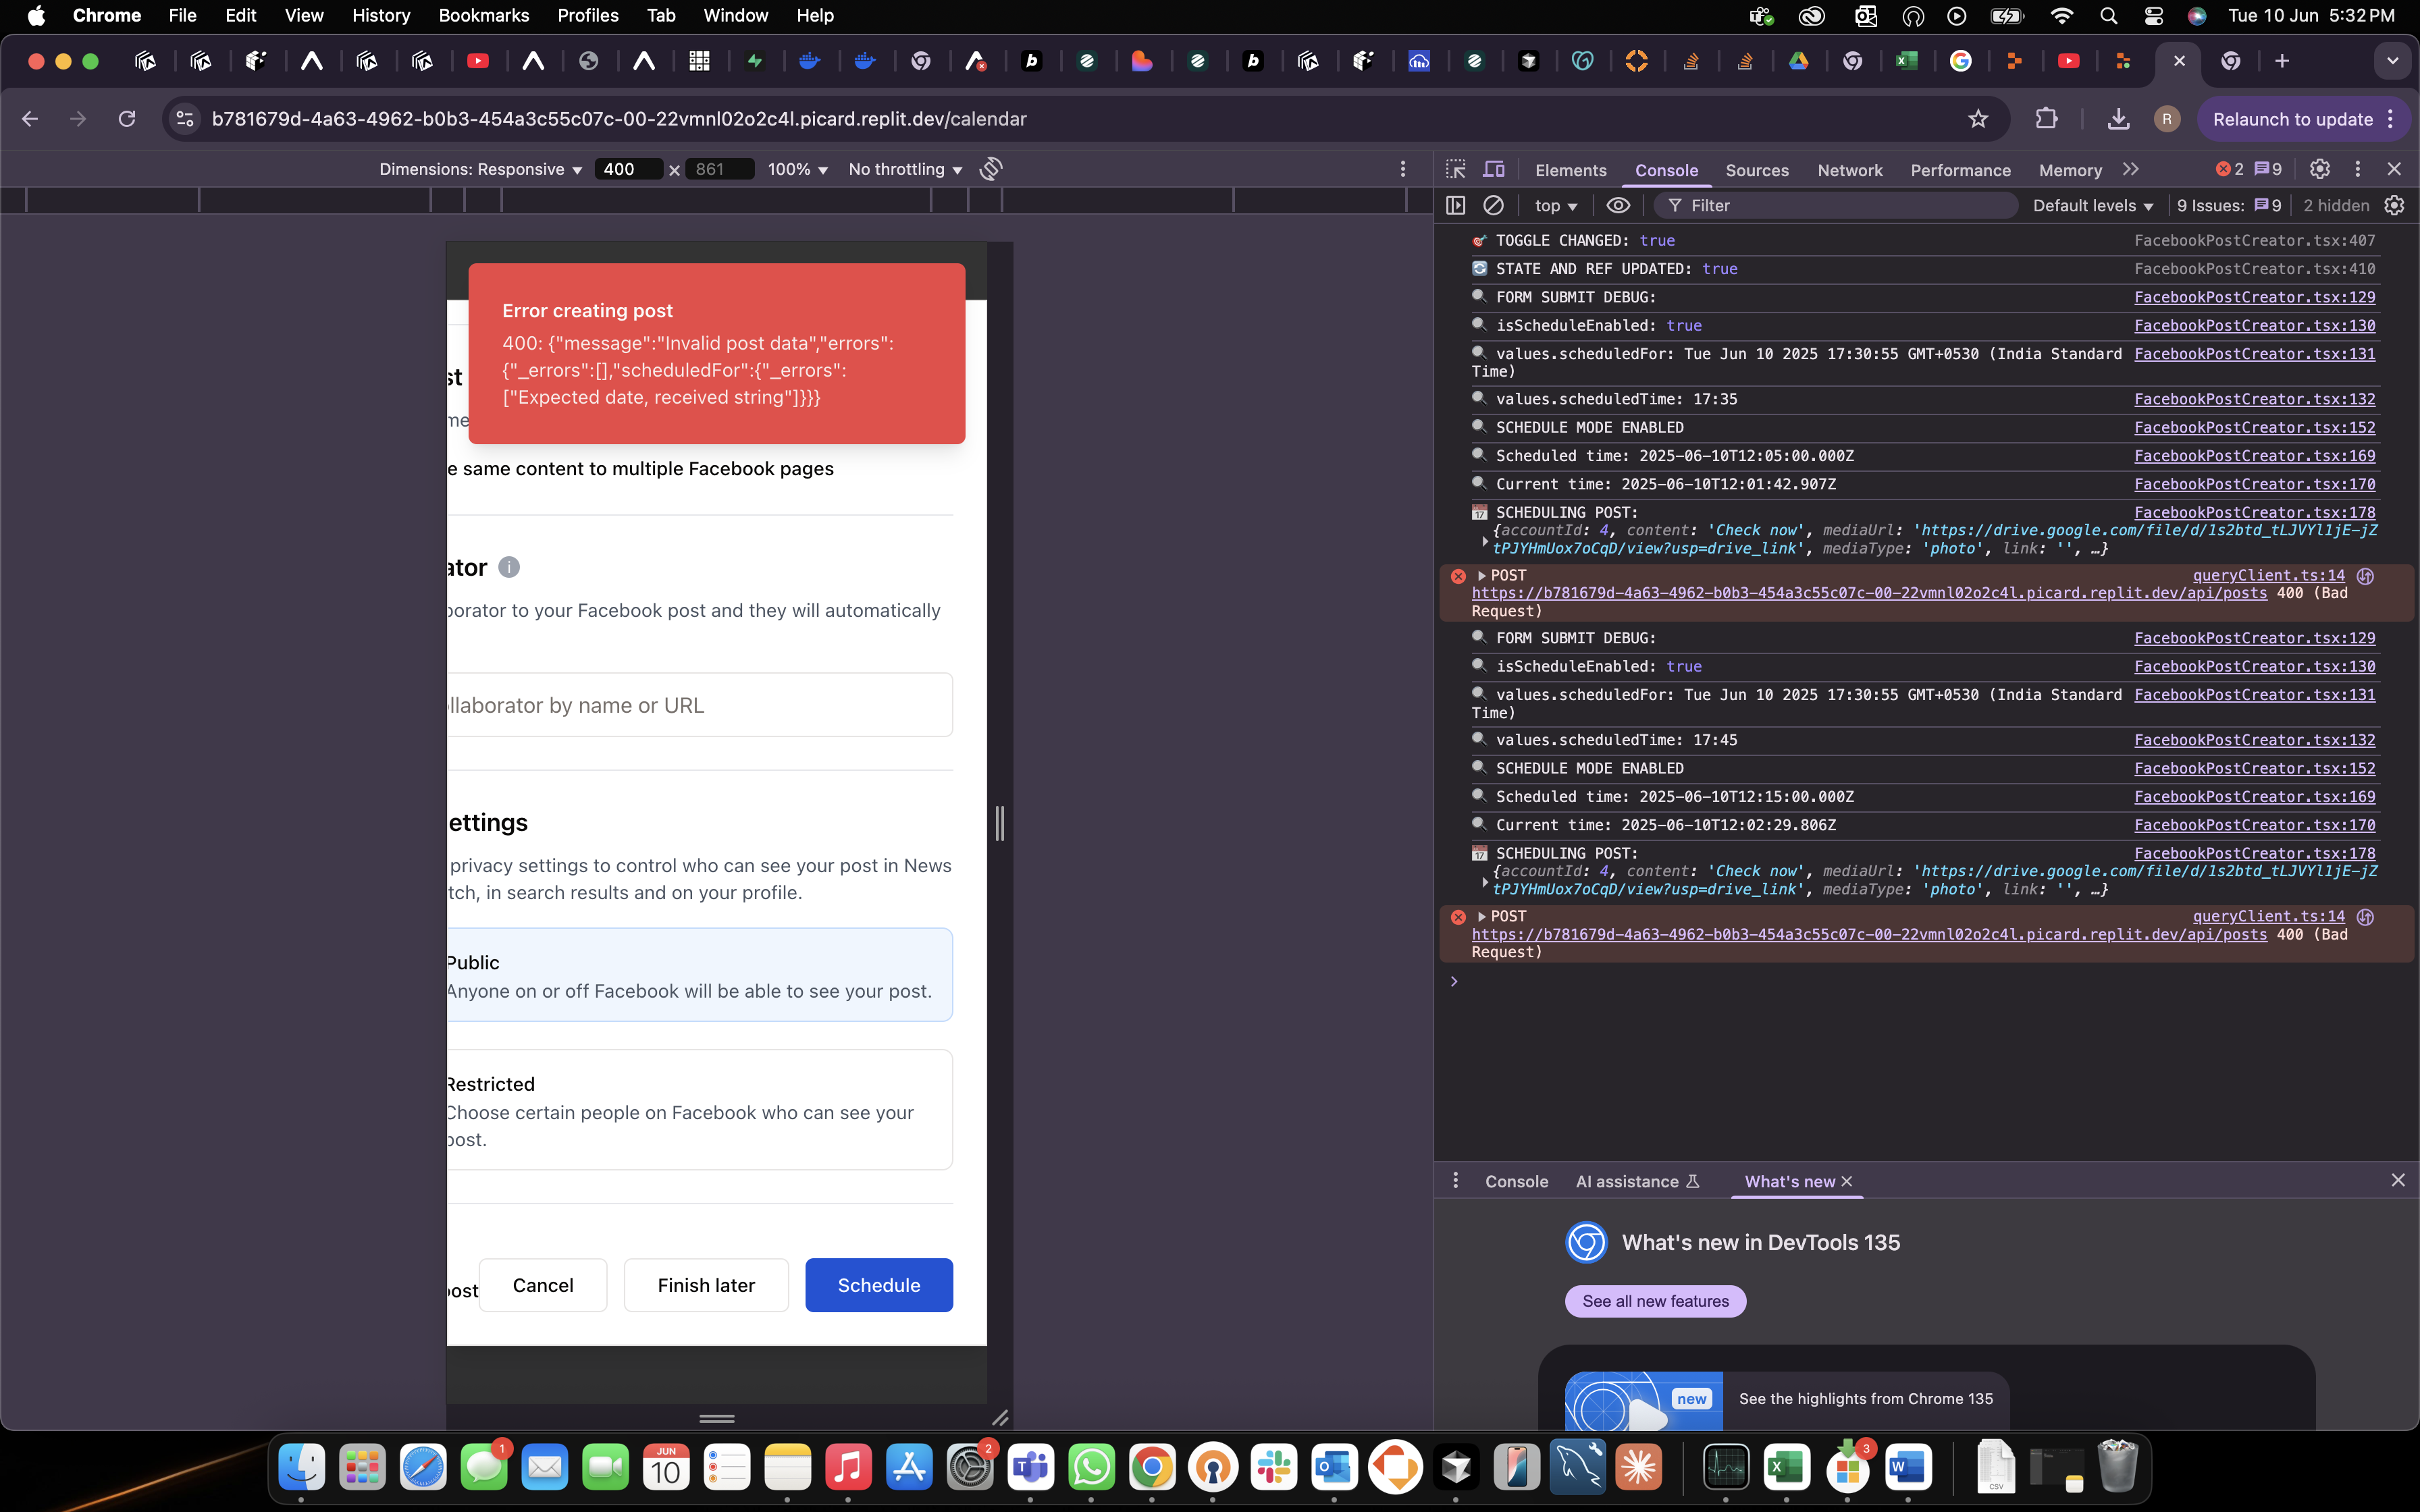 Chrome File Edit View History Bookmarks Profiles Tab Window Help Tue 10 Jun 5:32 PM
b781679d-4a63-4962-b0b3-454a3c55c07c-00-22vmnl02o2c4l.picard.replit.dev/calendar R Relaunch to update
Dimensions: Responsive 400 × 861 100% No throttling
Error creating post
400: {"message":"Invalid post data","errors":
{"_errors":[],"scheduledFor":{"_errors":
["Expected date, received string"]}}}
st
me
e same content to multiple Facebook pages
ator i
orator to your Facebook post and they will automatically
llaborator by name or URL
ettings
privacy settings to control who can see your post in News
tch, in search results and on your profile.
Public
Anyone on or off Facebook will be able to see your post.
Restricted
Choose certain people on Facebook who can see your
post.
post Cancel Finish later Schedule
Elements Console Sources Network Performance Memory 2 9
top Filter Default levels 9 Issues: 9 2 hidden
TOGGLE CHANGED: true FacebookPostCreator.tsx:407
STATE AND REF UPDATED: true FacebookPostCreator.tsx:410
FORM SUBMIT DEBUG: FacebookPostCreator.tsx:129
isScheduleEnabled: true FacebookPostCreator.tsx:130
values.scheduledFor: Tue Jun 10 2025 17:30:55 GMT+0530 (India Standard FacebookPostCreator.tsx:131
Time)
values.scheduledTime: 17:35 FacebookPostCreator.tsx:132
SCHEDULE MODE ENABLED FacebookPostCreator.tsx:152
Scheduled time: 2025-06-10T12:05:00.000Z FacebookPostCreator.tsx:169
Current time: 2025-06-10T12:01:42.907Z FacebookPostCreator.tsx:170
17 SCHEDULING POST: FacebookPostCreator.tsx:178
{accountId: 4, content: 'Check now', mediaUrl: 'https://drive.google.com/file/d/1s2btd_tLJVYl1jE-jZ
tPJYHmUox7oCqD/view?usp=drive_link', mediaType: 'photo', link: '', …}
POST queryClient.ts:14
https://b781679d-4a63-4962-b0b3-454a3c55c07c-00-22vmnl02o2c4l.picard.replit.dev/api/posts 400 (Bad
Request)
FORM SUBMIT DEBUG: FacebookPostCreator.tsx:129
isScheduleEnabled: true FacebookPostCreator.tsx:130
values.scheduledFor: Tue Jun 10 2025 17:30:55 GMT+0530 (India Standard FacebookPostCreator.tsx:131
Time)
values.scheduledTime: 17:45 FacebookPostCreator.tsx:132
SCHEDULE MODE ENABLED FacebookPostCreator.tsx:152
Scheduled time: 2025-06-10T12:15:00.000Z FacebookPostCreator.tsx:169
Current time: 2025-06-10T12:02:29.806Z FacebookPostCreator.tsx:170
17 SCHEDULING POST: FacebookPostCreator.tsx:178
{accountId: 4, content: 'Check now', mediaUrl: 'https://drive.google.com/file/d/1s2btd_tLJVYl1jE-jZ
tPJYHmUox7oCqD/view?usp=drive_link', mediaType: 'photo', link: '', …}
POST queryClient.ts:14
https://b781679d-4a63-4962-b0b3-454a3c55c07c-00-22vmnl02o2c4l.picard.replit.dev/api/posts 400 (Bad
Request)
Console AI assistance What's new
What's new in DevTools 135
See all new features
new See the highlights from Chrome 135
1 JUN 10 2 3
CSV